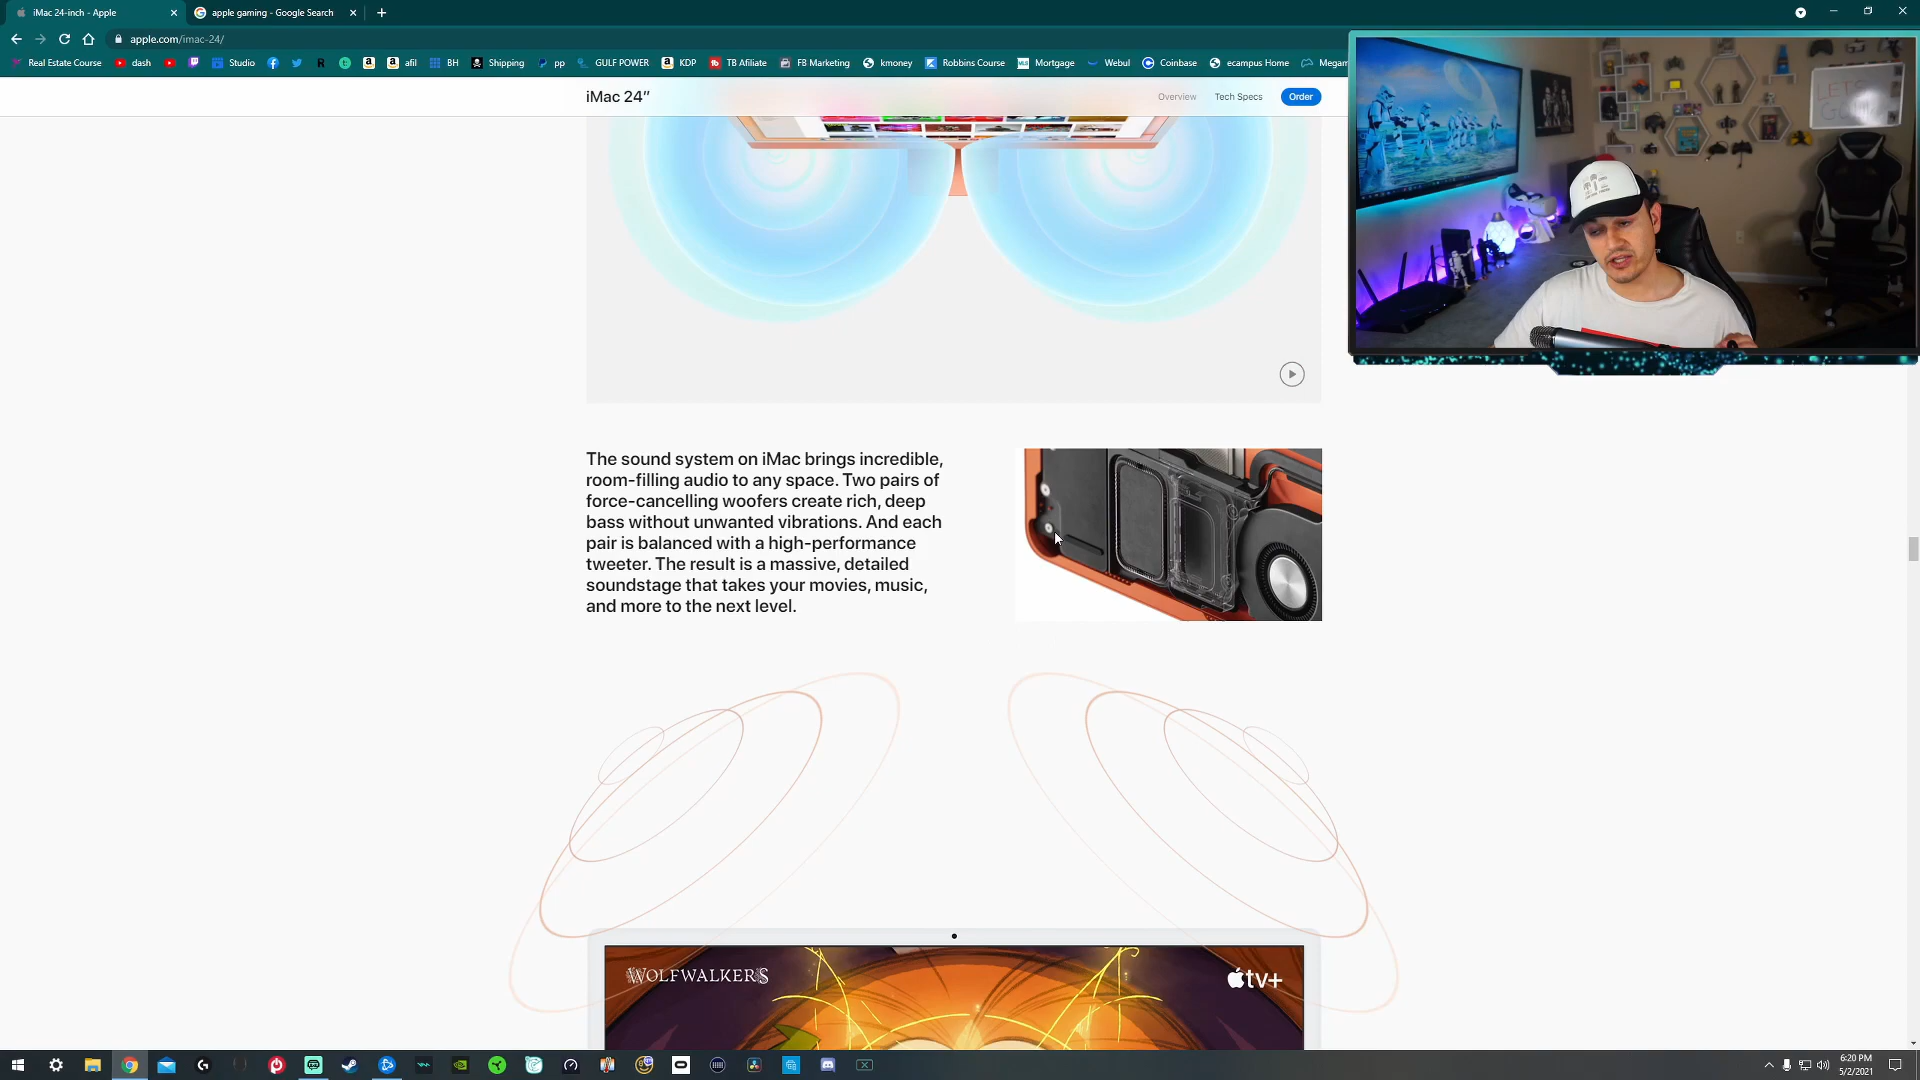 iMac 24-inch - Apple
apple gaming - Google Search
apple.com/imac-24/
Real Estate Course
dash
Studio
afil
BH
Shipping
pp
GULF POWER
KDP
TB Afiliate
FB Marketing
kmoney
Robbins Course
Mortgage
Webul
Coinbase
ecampus Home
Megam
iMac 24″
Overview
Tech Specs
Order
The sound system on iMac brings incredible,
room-filling audio to any space. Two pairs of
force-cancelling woofers create rich, deep
bass without unwanted vibrations. And each
pair is balanced with a high-performance
tweeter. The result is a massive, detailed
soundstage that takes your movies, music,
and more to the next level.
WOLFWALKERS
tv+
6:20 PM
5/2/2021